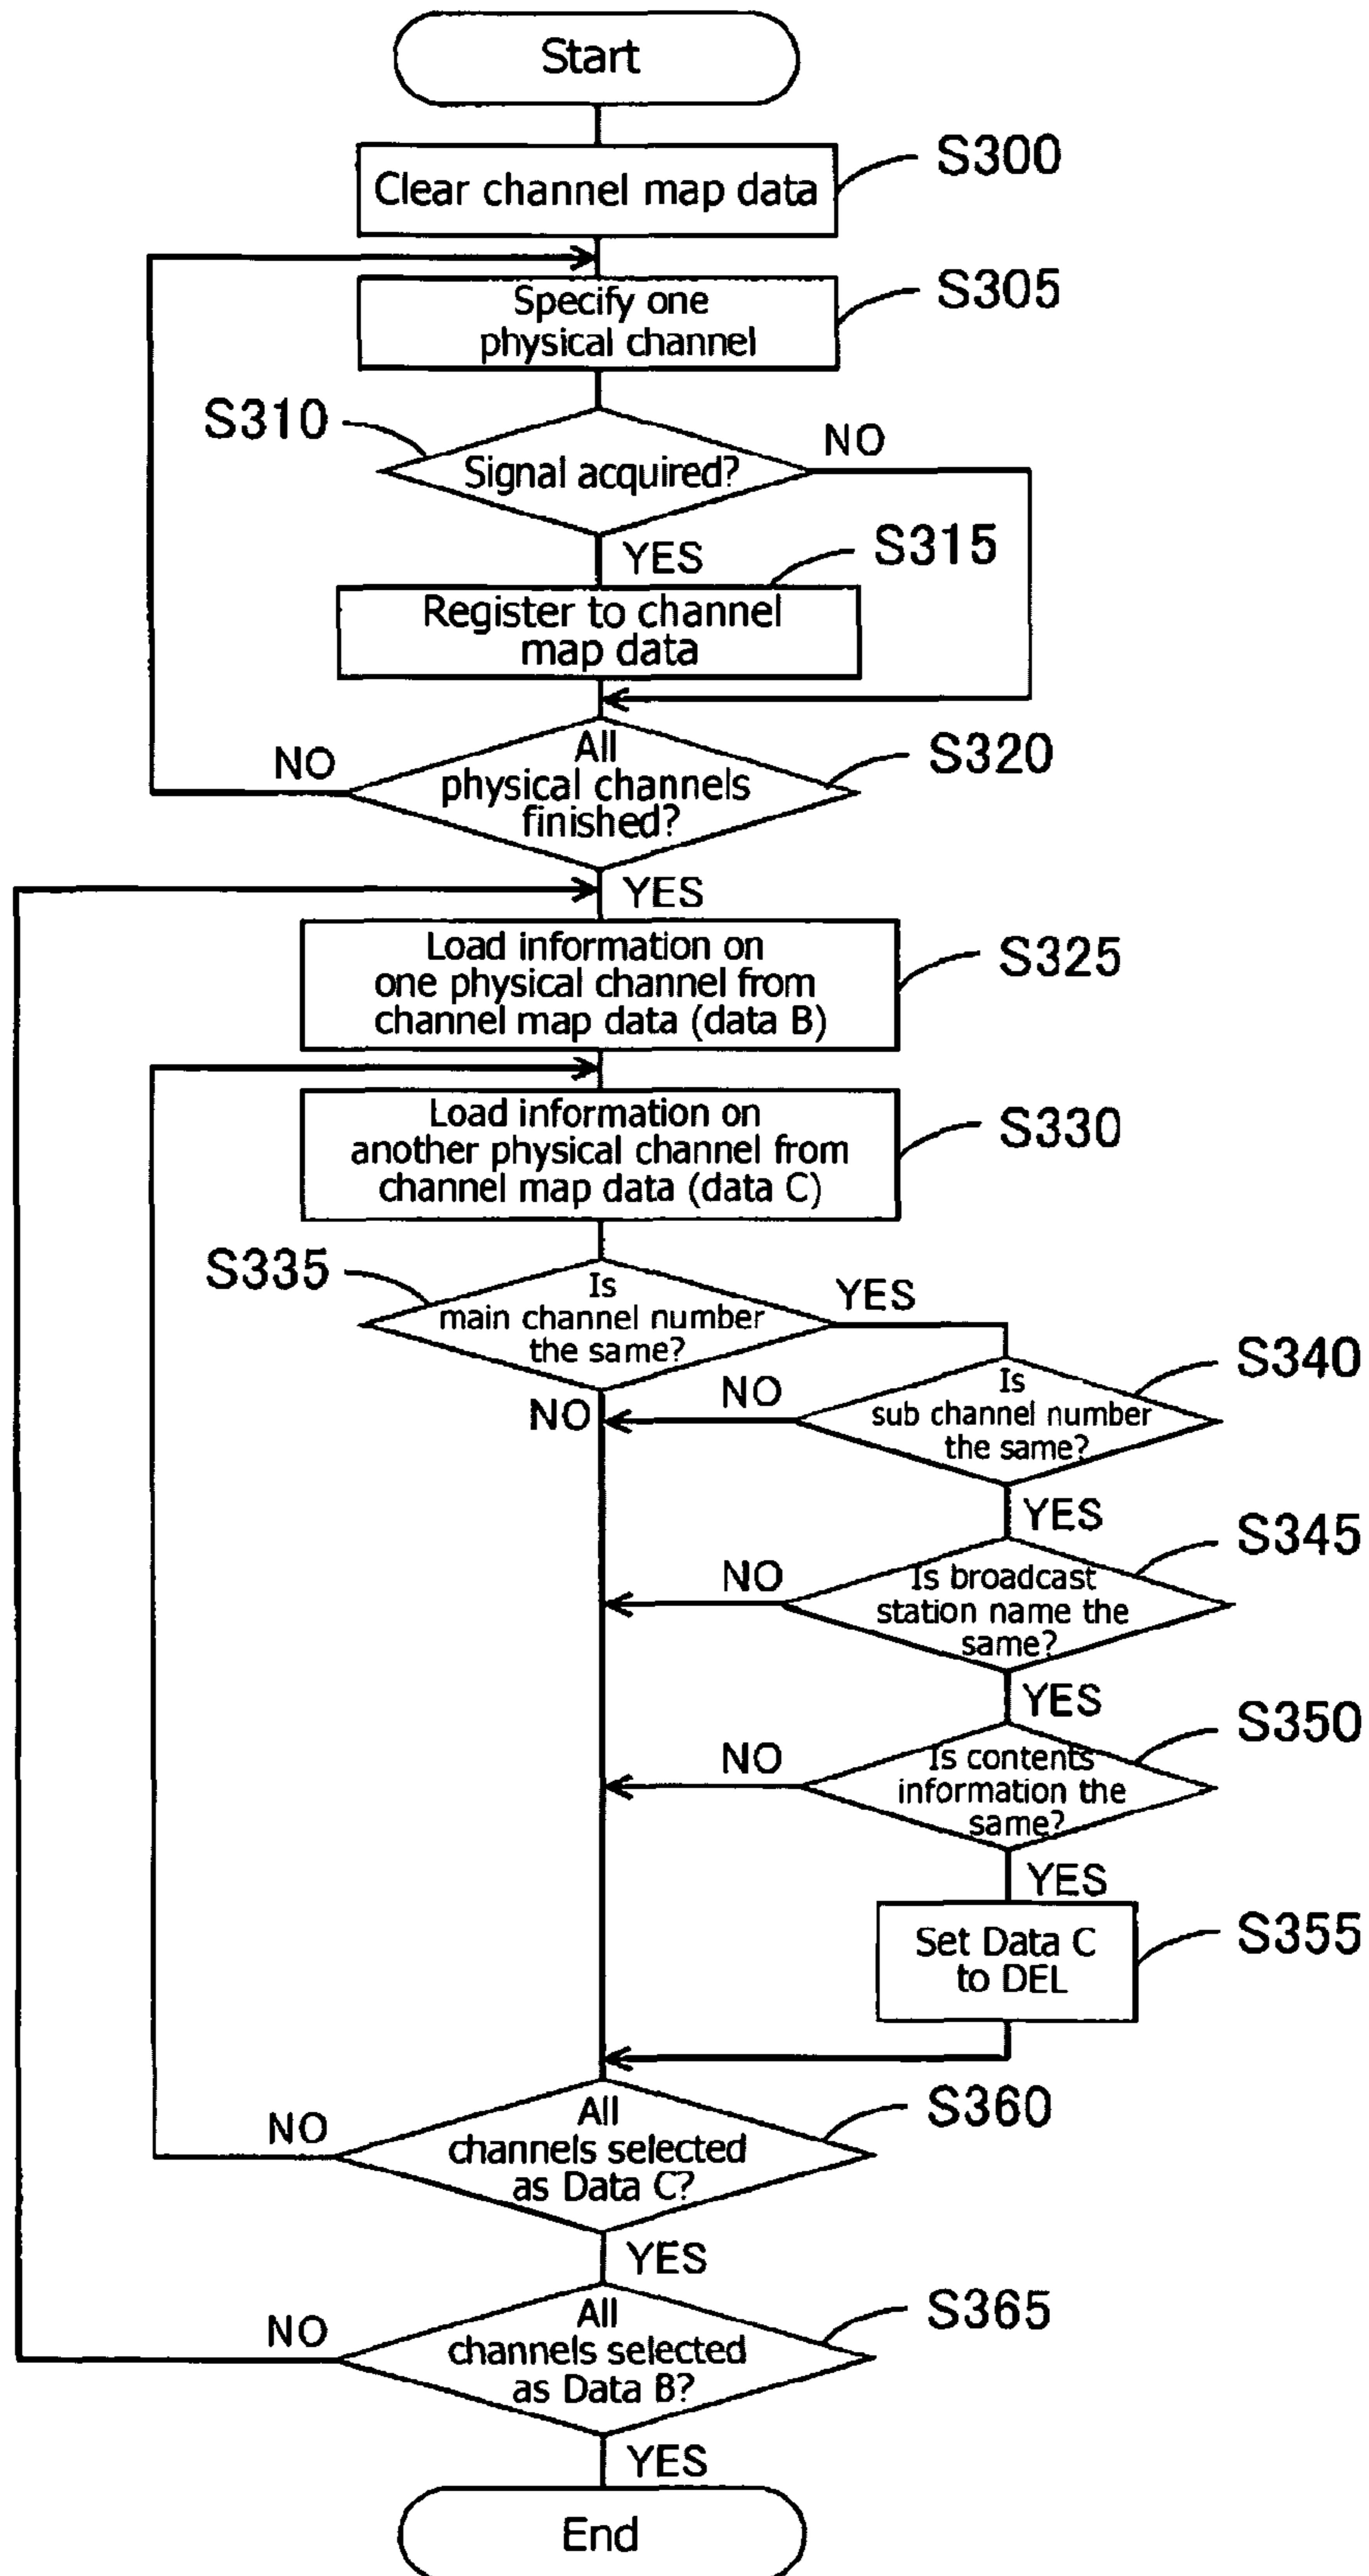 Start
Clear channel map data
S300
Specify one
physical channel
S305
S310
Signal acquired?
NO
YES
S315
Register to channel
map data
All
physical channels
finished?
S320
NO
YES
Load information on
one physical channel from
channel map data (data B)
S325
Load information on
another physical channel from
channel map data (data C)
S330
S335
Is
main channel number
the same?
YES
NO
S340
Is
sub channel number
the same?
NO
YES
S345
Is broadcast
station name the
same?
NO
YES
S350
Is contents
information the
same?
NO
YES
S355
Set Data C
to DEL
All
channels selected
as Data C?
S360
NO
YES
All
channels selected
as Data B?
S365
NO
YES
End